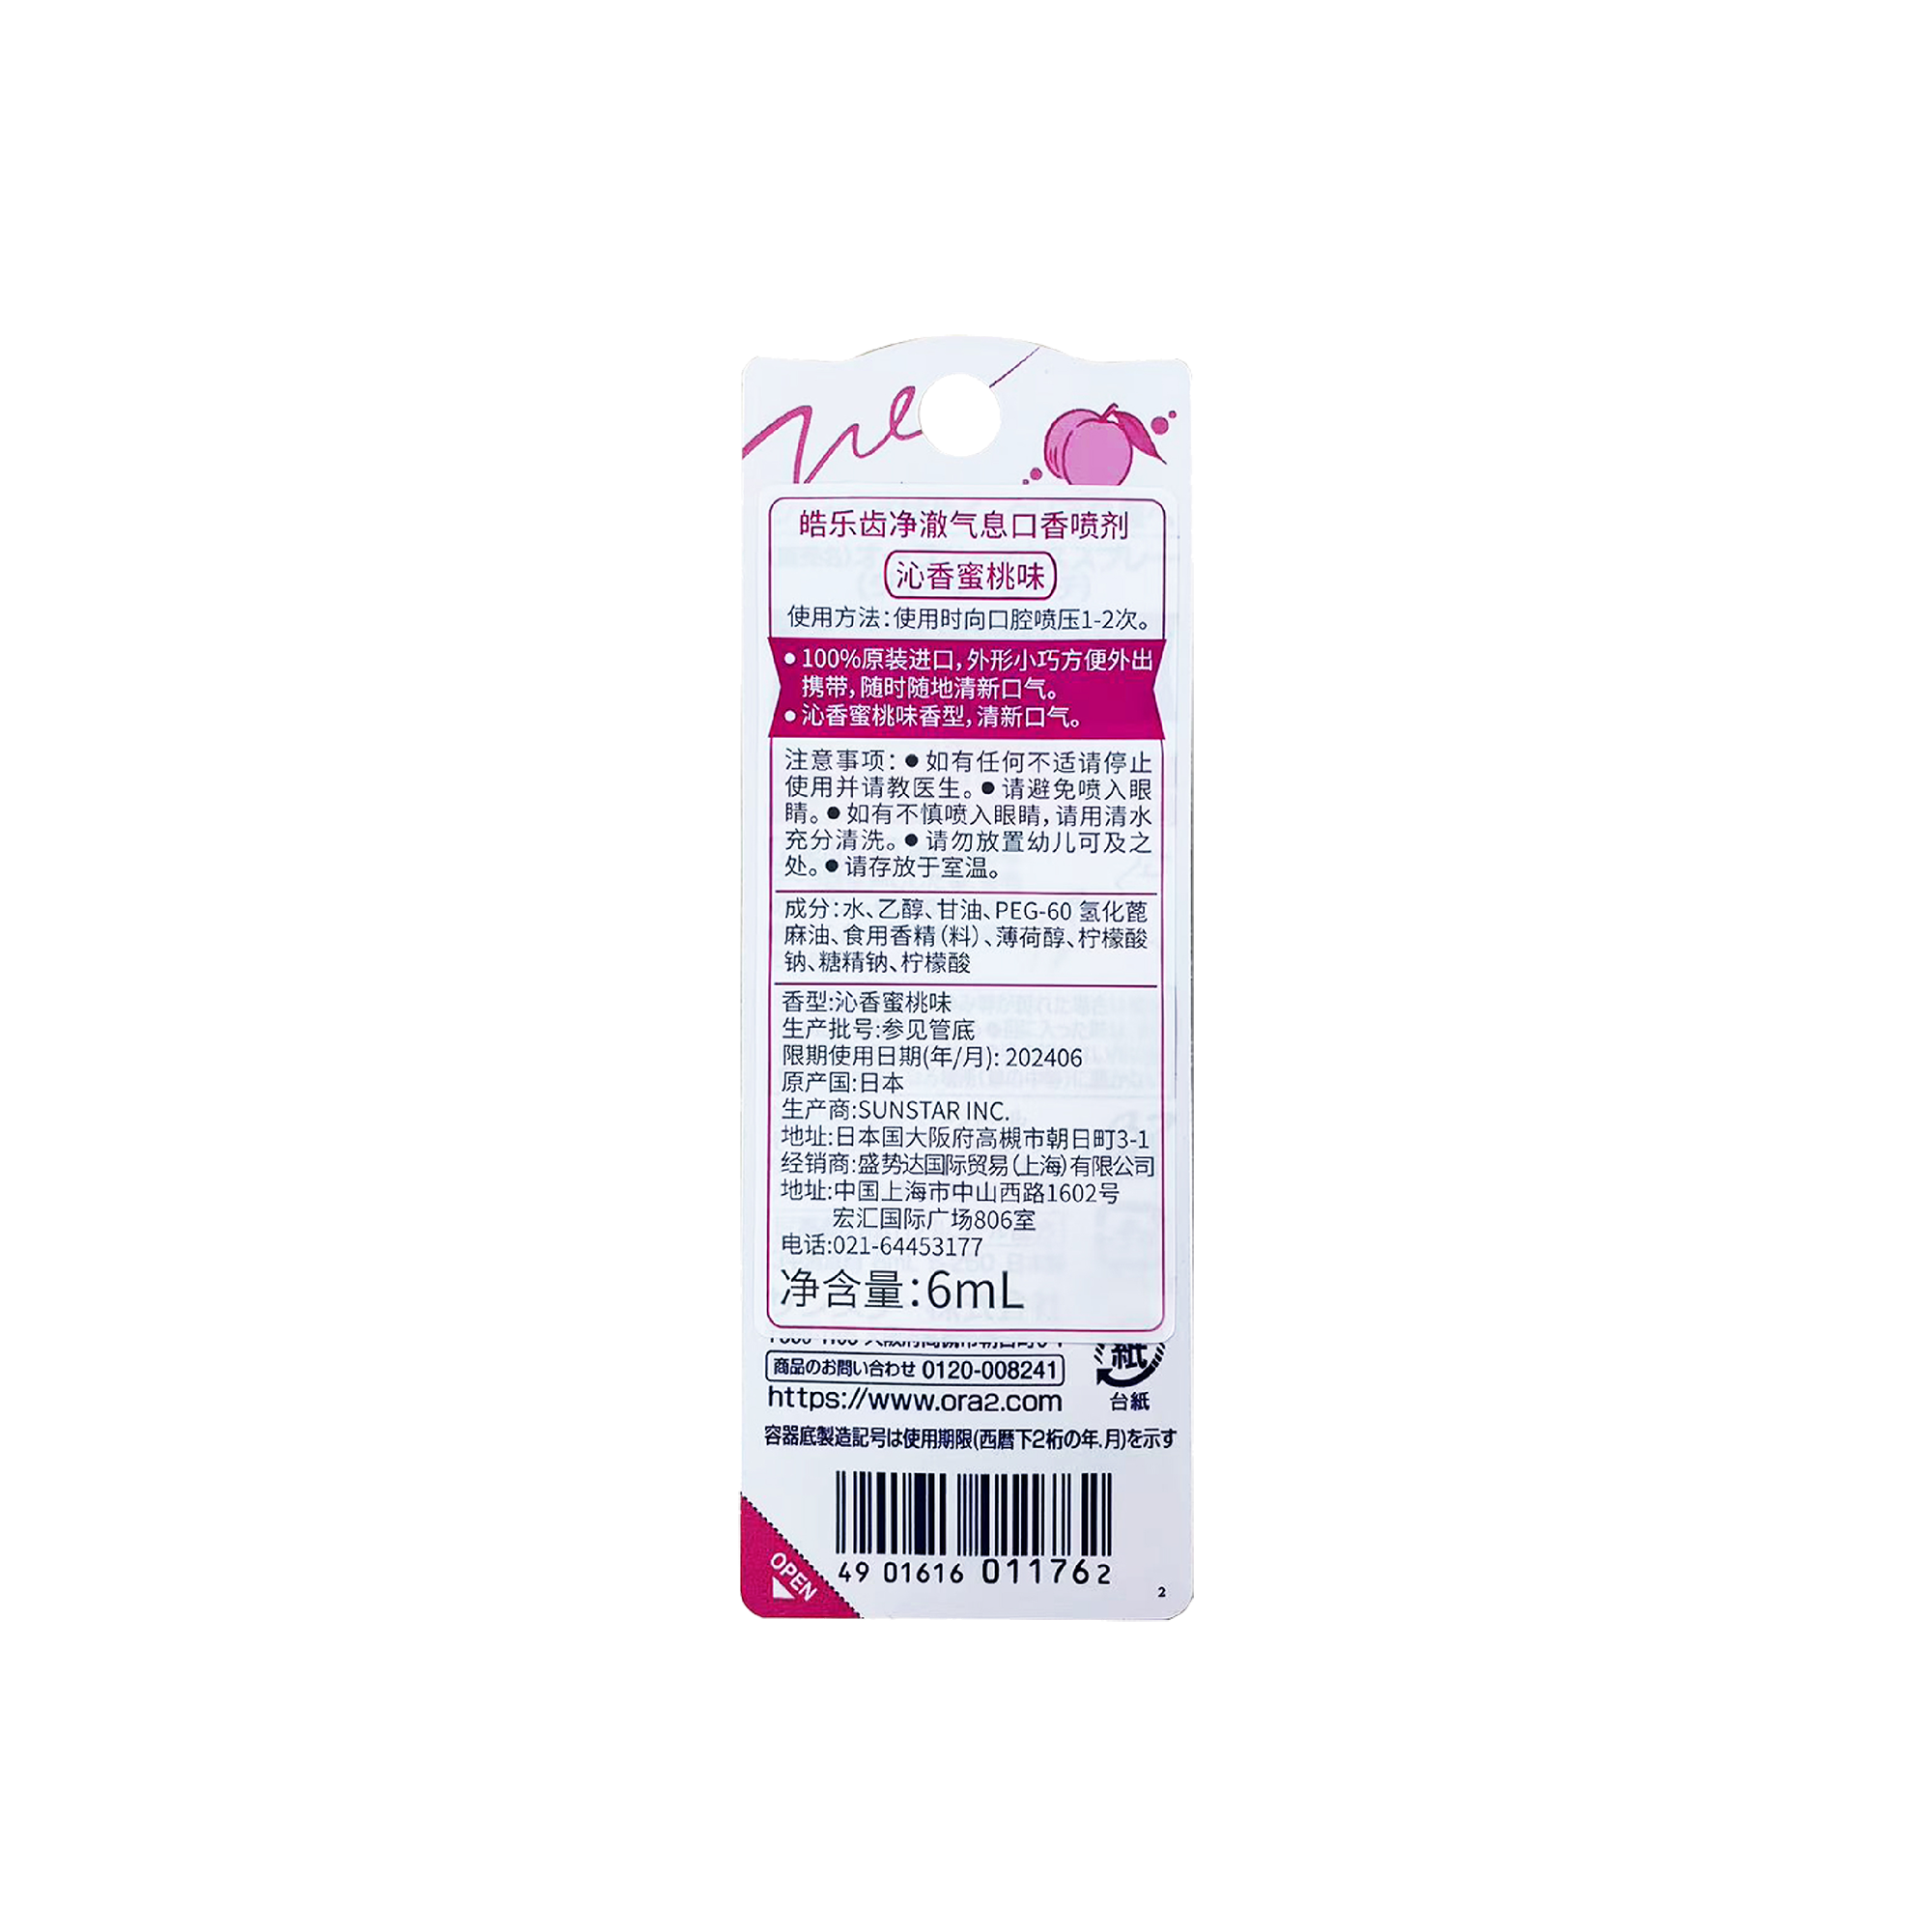 皓乐齿净澈气息口香喷剂
沁香蜜桃味
使用方法:使用时向口腔喷压1-2次。
●100%原装进口,外形小巧方便外出
携带,随时随地清新口气。
●沁香蜜桃味香型,清新口气。
注意事项:●如有任何不适请停止
使用并请教医生。●请避免喷入眼
睛。●如有不慎喷入眼睛,请用清水
充分清洗。●请勿放置幼儿可及之
处。●请存放于室温。
成分:水、乙醇、甘油、PEG-60 氢化蓖
麻油、食用香精(料)、薄荷醇、柠檬酸
钠、糖精钠、柠檬酸
香型:沁香蜜桃味
生产批号:参见管底
限期使用日期(年/月): 202406
原产国:日本
生产商:SUNSTAR INC.
地址:日本国大阪府高槻市朝日町3-1
经销商:盛势达国际贸易(上海)有限公司
地址:中国上海市中山西路1602号
宏汇国际广场806室
电话:021-64453177
净含量:6mL
商品のお問い合わせ 0120-008241
https://www.ora2.com
紙
台紙
容器底製造記号は使用期限(西暦下2桁の年.月)を示す
OPEN
4901616011762
2